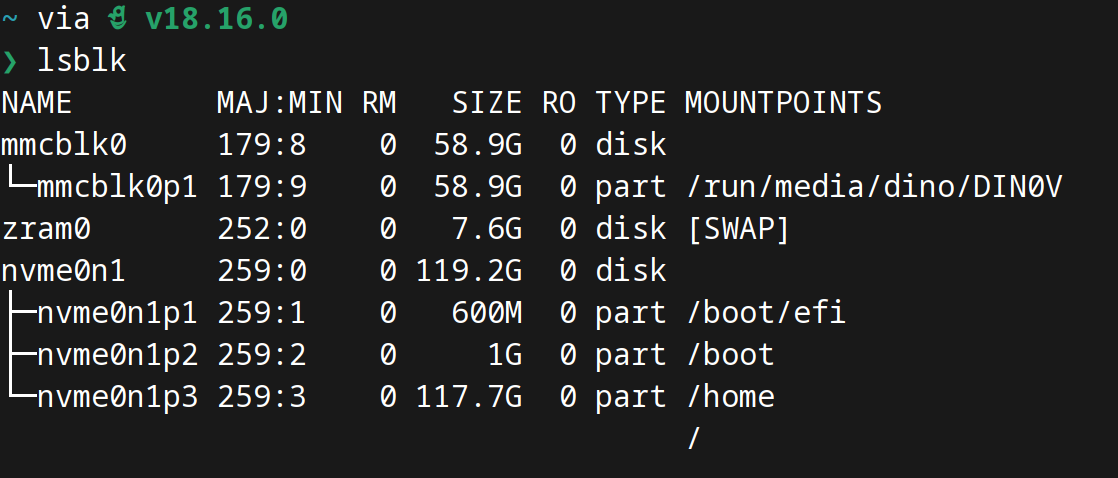 ~ via  v18.16.0
❯ lsblk
NAME        MAJ:MIN RM   SIZE RO TYPE MOUNTPOINTS
mmcblk0     179:8    0  58.9G  0 disk
└─mmcblk0p1 179:9    0  58.9G  0 part /run/media/dino/DIN0V
zram0       252:0    0   7.6G  0 disk [SWAP]
nvme0n1     259:0    0 119.2G  0 disk
├─nvme0n1p1 259:1    0   600M  0 part /boot/efi
├─nvme0n1p2 259:2    0     1G  0 part /boot
└─nvme0n1p3 259:3    0 117.7G  0 part /home
                                      /